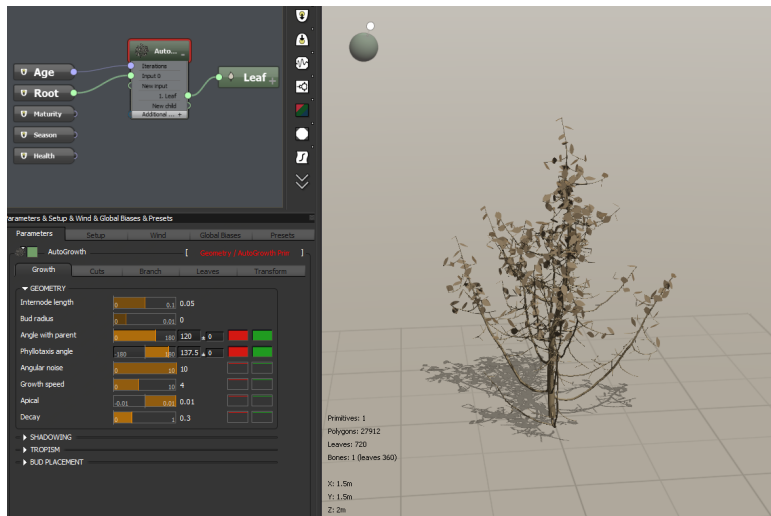 Auto...
Iterations
Age
Input 0
Leaf
Root
New input
1. Leaf
New child
Maturity
Additional ... +
Season
Health
Parameters & Setup & Wind & Global Biases & Presets
Parameters Setup Wind Global Biases Presets
AutoGrowth [ Geometry / AutoGrowth Prim ]
Growth Cuts Branch Leaves Transform
GEOMETRY
Internode length 0 0.1 0.05
Bud radius 0 0.01 0
Angle with parent 0 180 120 ± 0
Phyllotaxis angle -180 180 137.5 ± 0
Angular noise 0 10 10
Growth speed 0 10 4
Apical -0.01 0.01 0.01
Decay 0 1 0.3
SHADOWING
TROPISM
BUD PLACEMENT
Primitives: 1
Polygons: 27912
Leaves: 720
Bones: 1 (leaves 360)
X: 1.5m
Y: 1.5m
Z: 2m